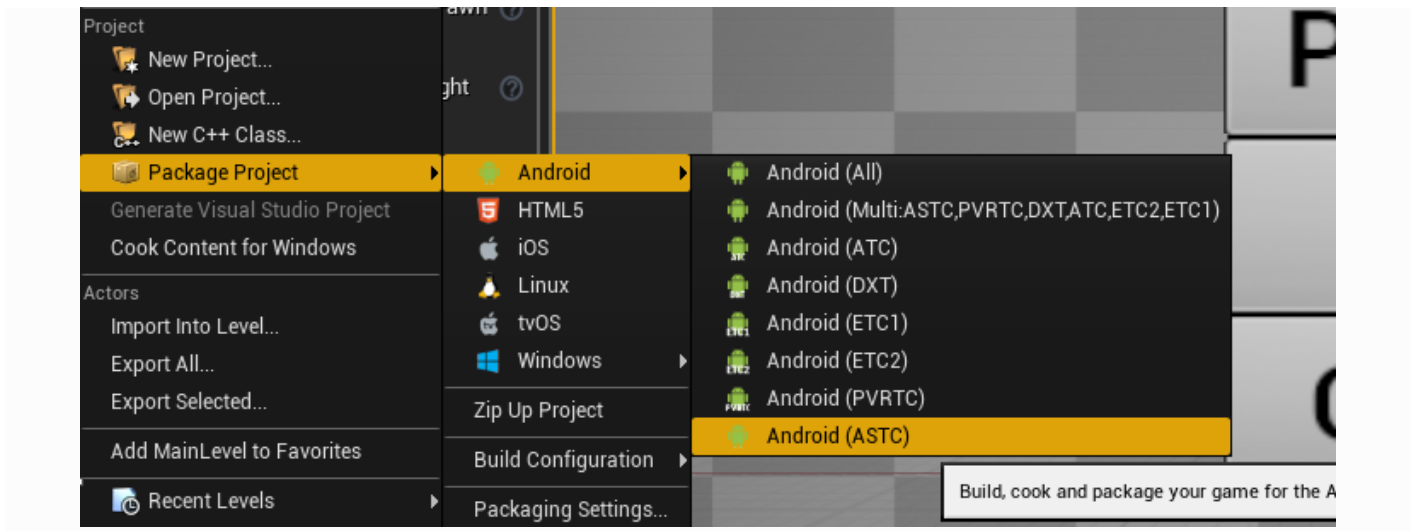 Project
New Project...
Open Project...
New C++ Class...
Package Project
Generate Visual Studio Project
Cook Content for Windows
Actors
Import Into Level...
Export All...
Export Selected...
Add MainLevel to Favorites
Recent Levels
ght
Android
HTML5
iOS
Linux
tvOS
Windows
Zip Up Project
Build Configuration
Packaging Settings...
Android (All)
Android (Multi:ASTC,PVRTC,DXT,ATC,ETC2,ETC1)
Android (ATC)
Android (DXT)
Android (ETC1)
Android (ETC2)
Android (PVRTC)
Android (ASTC)
Build, cook and package your game for the A
P